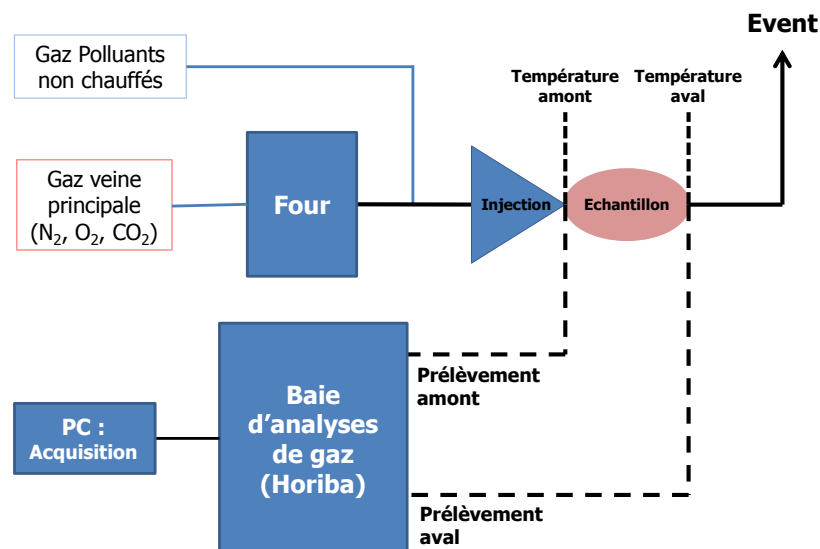 Event
Gaz Polluants
non chauffés
Température
amont
Température
aval
Gaz veine
principale
(N₂, O₂, CO₂)
Four
Injection
Echantillon
Prélèvement
amont
Baie
d’analyses
de gaz
(Horiba)
PC :
Acquisition
Prélèvement
aval